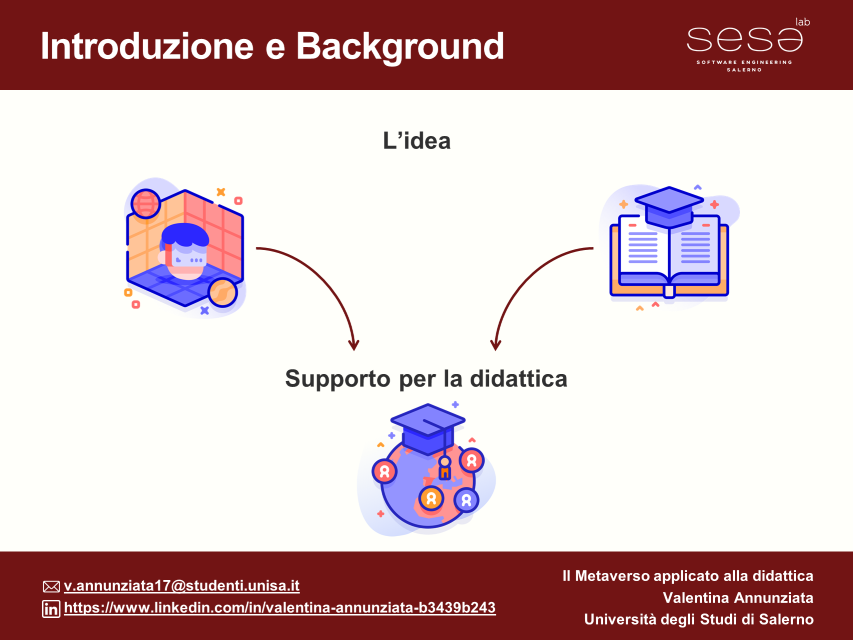 Introduzione e Background
sesa lab
SOFTWARE ENGINEERING
SALERNO
L’idea
Supporto per la didattica
v.annunziata17@studenti.unisa.it
https://www.linkedin.com/in/valentina-annunziata-b3439b243
Il Metaverso applicato alla didattica
Valentina Annunziata
Università degli Studi di Salerno